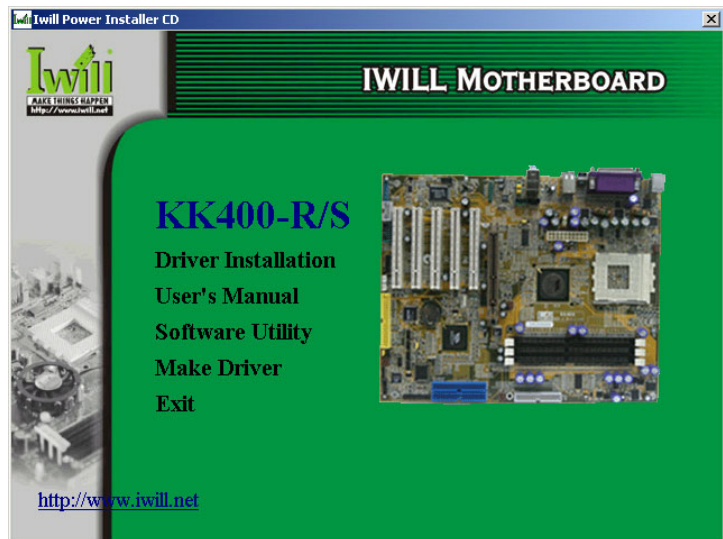 Iwill Iwill Power Installer CD
Iwill
MAKE THINGS HAPPEN
http://www.iwill.net
IWILL MOTHERBOARD
KK400-R/S
Driver Installation
User's Manual
Software Utility
Make Driver
Exit
http://www.iwill.net